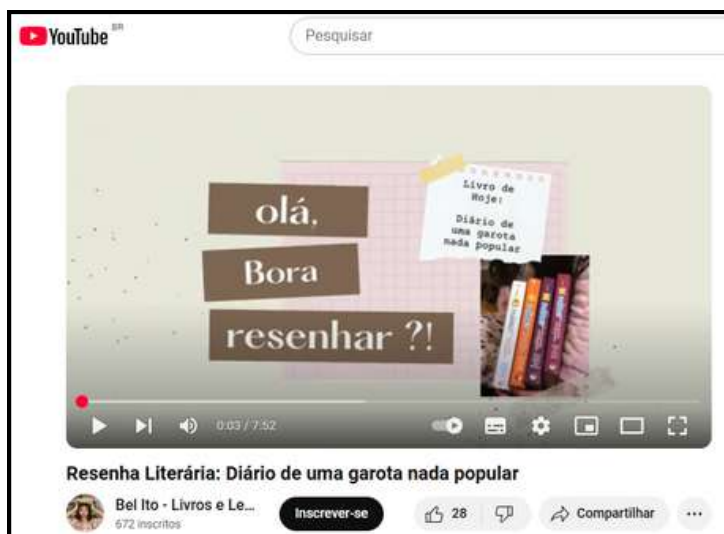 YouTube BR
Pesquisar
olá,
Bora
resenhar ?!
Livro de
Hoje:
Diário de
uma garota
nada popular
0:03 / 7:52
Resenha Literária: Diário de uma garota nada popular
Bel Ito - Livros e Le...
672 inscritos
Inscrever-se
28
Compartilhar